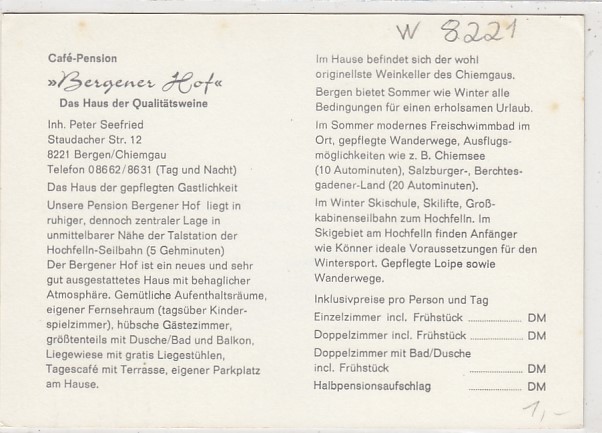 W 8221
Café-Pension
»Bergener Hof«
Das Haus der Qualitätsweine
Inh. Peter Seefried
Staudacher Str. 12
8221 Bergen/Chiemgau
Telefon 08662/8631 (Tag und Nacht)
Das Haus der gepflegten Gastlichkeit
Unsere Pension Bergener Hof liegt in
ruhiger, dennoch zentraler Lage in
unmittelbarer Nähe der Talstation der
Hochfelln-Seilbahn (5 Gehminuten)
Der Bergener Hof ist ein neues und sehr
gut ausgestattetes Haus mit behaglicher
Atmosphäre. Gemütliche Aufenthaltsräume,
eigener Fernsehraum (tagsüber Kinder-
spielzimmer), hübsche Gästezimmer,
größtenteils mit Dusche/Bad und Balkon,
Liegewiese mit gratis Liegestühlen,
Tagescafé mit Terrasse, eigener Parkplatz
am Hause.
Im Hause befindet sich der wohl
originellste Weinkeller des Chiemgaus.
Bergen bietet Sommer wie Winter alle
Bedingungen für einen erholsamen Urlaub.
Im Sommer modernes Freischwimmbad im
Ort, gepflegte Wanderwege, Ausflugs-
möglichkeiten wie z. B. Chiemsee
(10 Autominuten), Salzburger-, Berchtes-
gadener-Land (20 Autominuten).
Im Winter Skischule, Skilifte, Groß-
kabinenseilbahn zum Hochfelln. Im
Skigebiet am Hochfelln finden Anfänger
wie Könner ideale Voraussetzungen für den
Wintersport. Gepflegte Loipe sowie
Wanderwege.
Inklusivpreise pro Person und Tag
Einzelzimmer incl. Frühstück ............... DM
Doppelzimmer incl. Frühstück ............... DM
Doppelzimmer mit Bad/Dusche
incl. Frühstück ............... DM
Halbpensionsaufschlag ............... DM
1,-